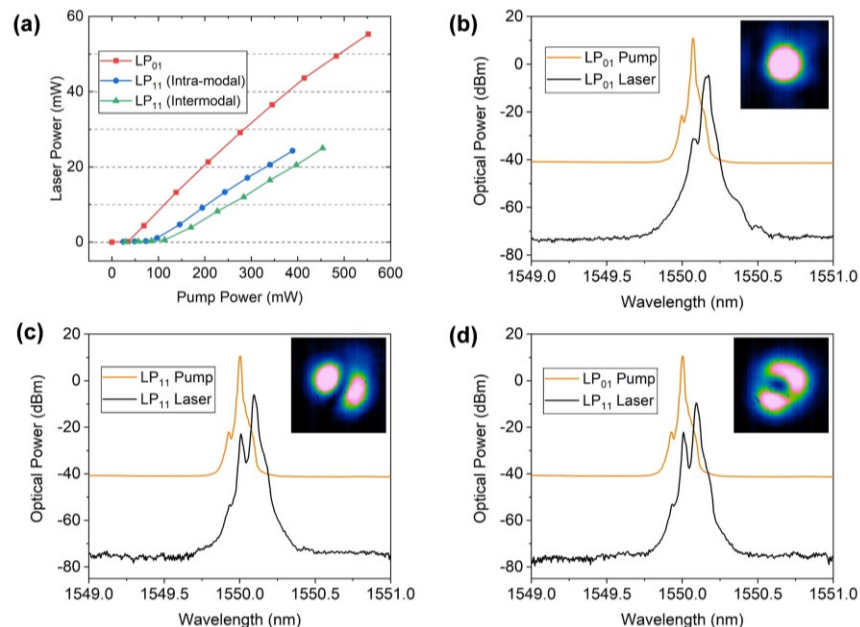 (a)
60
40
20
0
0 100 200 300 400 500 600
Laser Power (mW)
Pump Power (mW)
LP01
LP11 (Intra-modal)
LP11 (Intermodal)
(b)
20
0
-20
-40
-60
-80
1549.0 1549.5 1550.0 1550.5 1551.0
Optical Power (dBm)
Wavelength (nm)
LP01 Pump
LP01 Laser
(c)
20
0
-20
-40
-60
-80
1549.0 1549.5 1550.0 1550.5 1551.0
Optical Power (dBm)
Wavelength (nm)
LP11 Pump
LP11 Laser
(d)
20
0
-20
-40
-60
-80
1549.0 1549.5 1550.0 1550.5 1551.0
Optical Power (dBm)
Wavelength (nm)
LP01 Pump
LP11 Laser